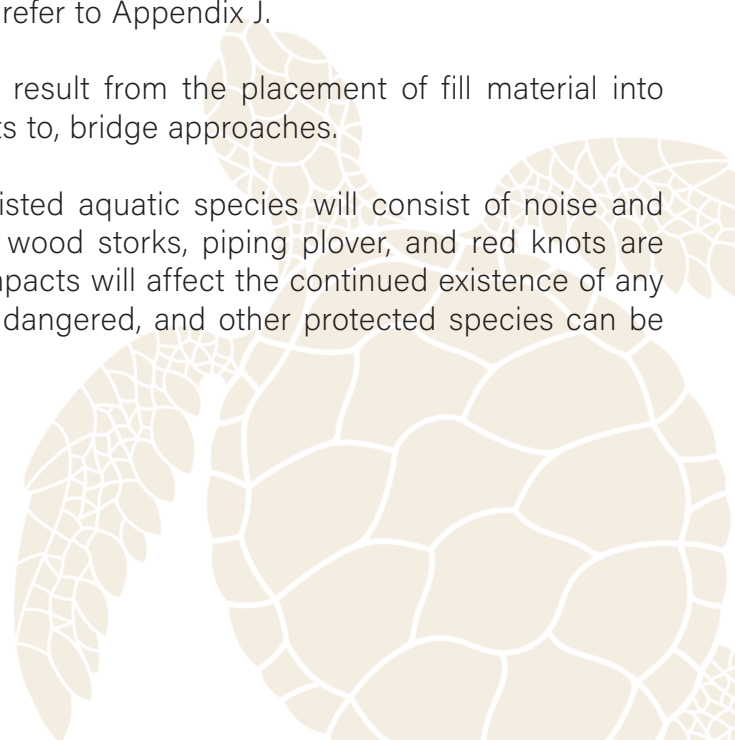 refer to Appendix J.
result from the placement of fill material into
ts to, bridge approaches.
isted aquatic species will consist of noise and
wood storks, piping plover, and red knots are
npacts will affect the continued existence of any
dangered, and other protected species can be